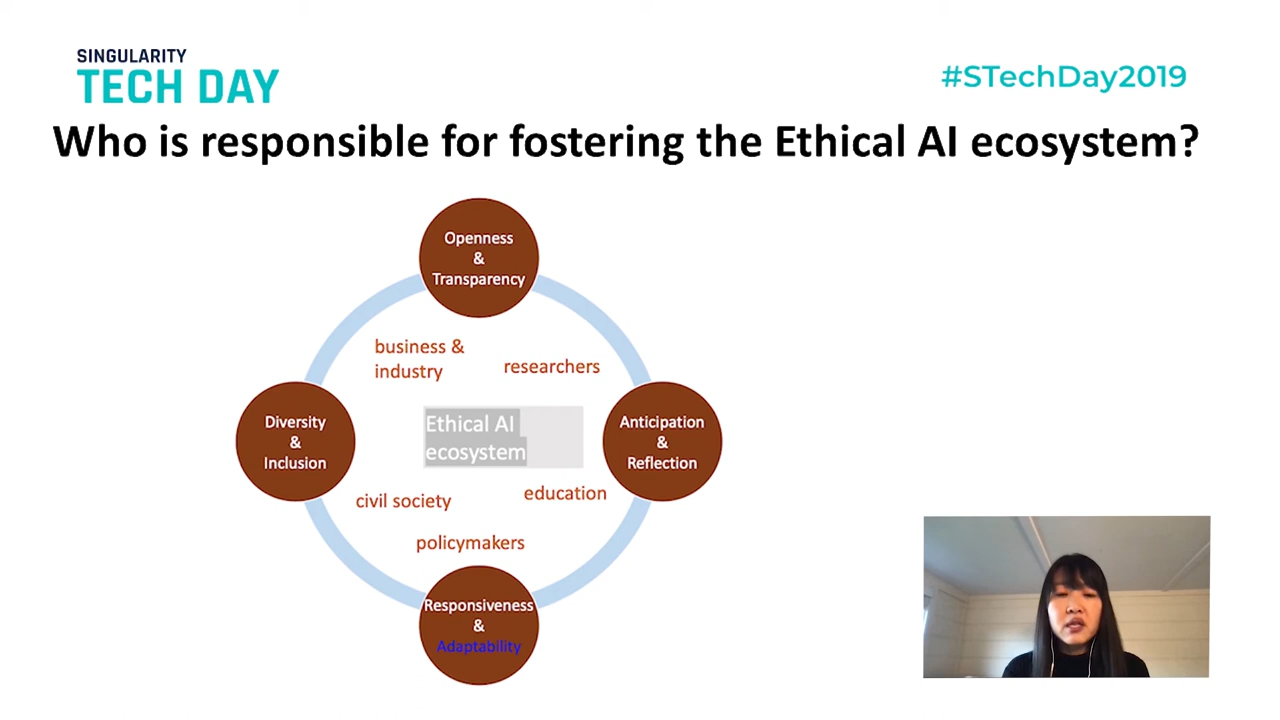 SINGULARITY
TECH DAY
#STechDay2019
Who is responsible for fostering the Ethical AI ecosystem?
Openness
&
Transparency
business &
industry
researchers
Diversity
&
Inclusion
Ethical AI
ecosystem
Anticipation
&
Reflection
civil society
education
policymakers
Responsiveness
&
Adaptability